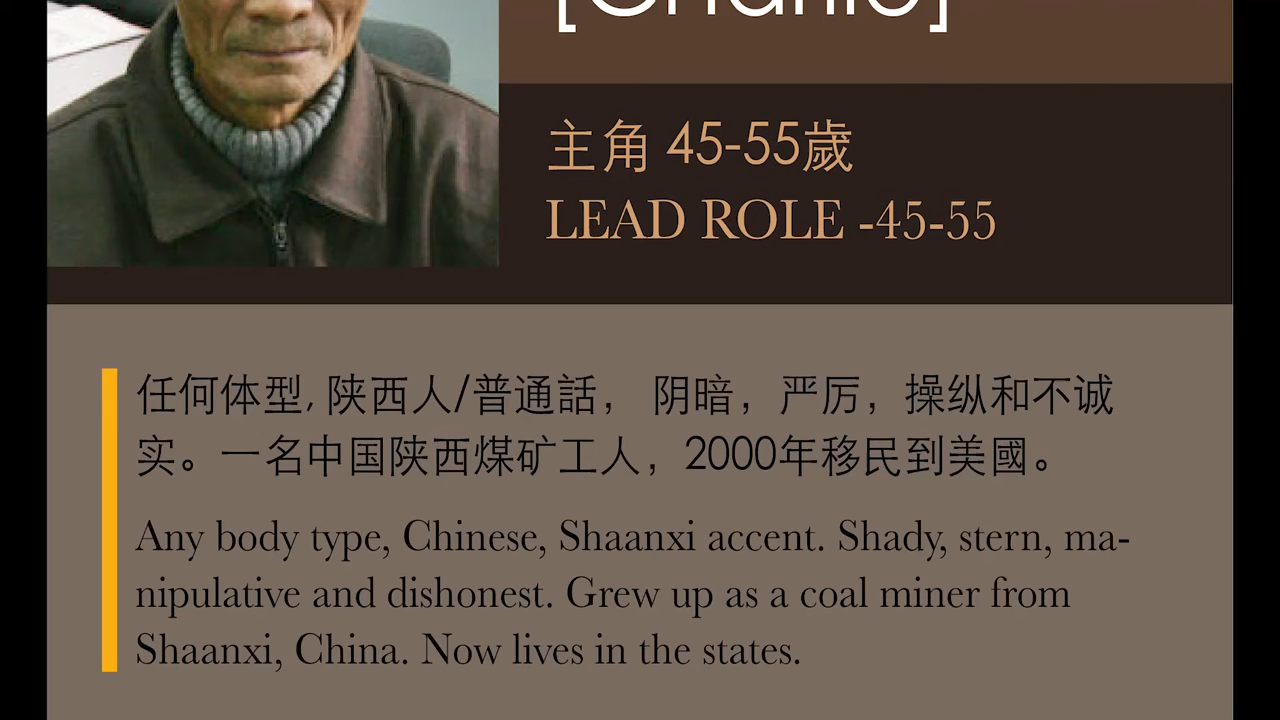 [Charlie]
主角 45-55歲
LEAD ROLE -45-55
任何体型, 陕西人/普通話， 阴暗，严厉，操纵和不诚
实。一名中国陕西煤矿工人，2000年移民到美國。
Any body type, Chinese, Shaanxi accent. Shady, stern, ma-
nipulative and dishonest. Grew up as a coal miner from
Shaanxi, China. Now lives in the states.